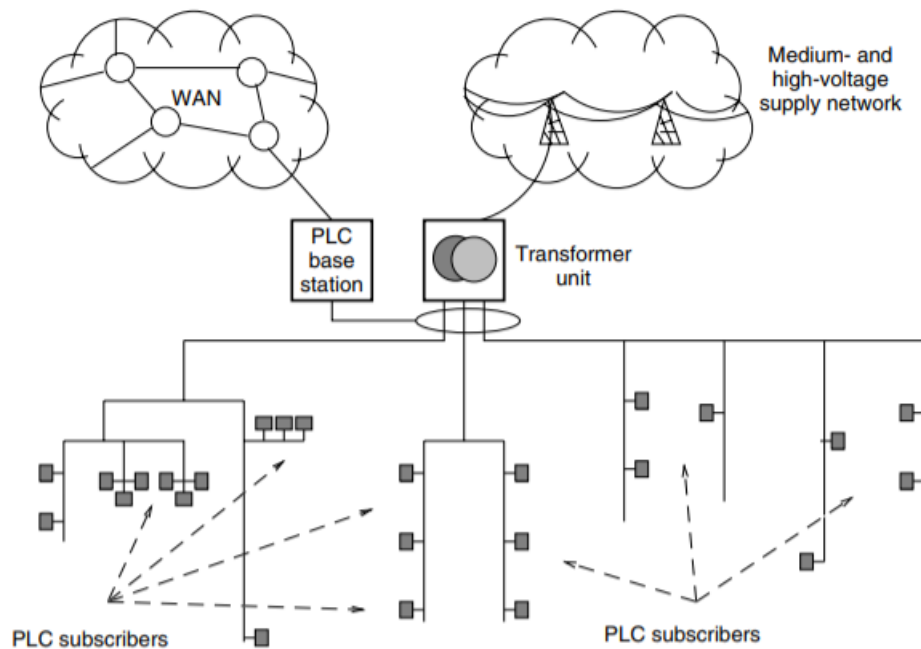 WAN
Medium- and
high-voltage
supply network
PLC
base
station
Transformer
unit
PLC subscribers
PLC subscribers